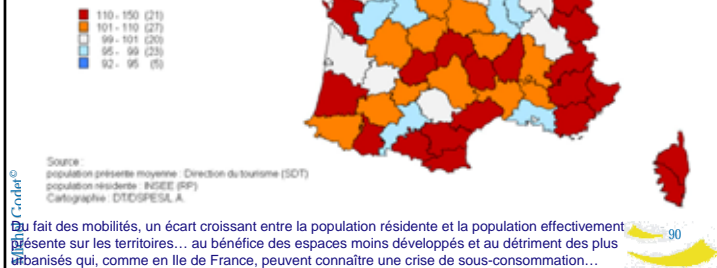 110 - 150 (21)
101 - 110 (27)
99 - 101 (20)
95 - 99 (23)
92 - 95 (5)
Source :
population présente moyenne : Direction du tourisme (SDT)
population résidente : INSEE (RP)
Cartographie : DT/DSPES/L.A.
Michel Godet©
Du fait des mobilités, un écart croissant entre la population résidente et la population effectivement
présente sur les territoires… au bénéfice des espaces moins développés et au détriment des plus
urbanisés qui, comme en Ile de France, peuvent connaître une crise de sous-consommation…
90